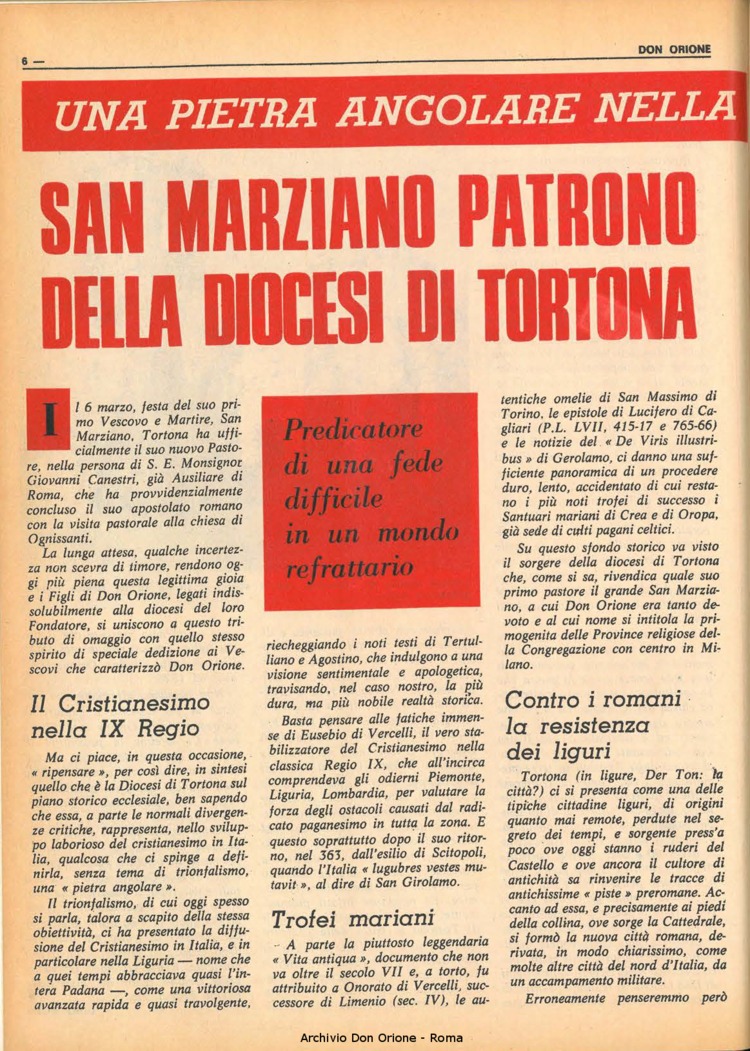 6 —
DON ORIONE
UNA PIETRA ANGOLARE NELLA
SAN MARZIANO PATRONO
DELLA DIOCESI DI TORTONA
Il 6 marzo, festa del suo pri-
mo Vescovo e Martire, San
Marziano, Tortona ha uffi-
cialmente il suo nuovo Pasto-
re, nella persona di S. E. Monsignor
Giovanni Canestri, già Ausiliare di
Roma, che ha provvidenzialmente
concluso il suo apostolato romano
con la visita pastorale alla chiesa di
Ognissanti.
La lunga attesa, qualche incertez-
za non scevra di timore, rendono og-
gi più piena questa legittima gioia
e i Figli di Don Orione, legati indis-
solubilmente alla diocesi del loro
Fondatore, si uniscono a questo tri-
buto di omaggio con quello stesso
spirito di speciale dedizione ai Ve-
scovi che caratterizzò Don Orione.
Il Cristianesimo
nella IX Regio
Ma ci piace, in questa occasione,
« ripensare », per così dire, in sintesi
quello che è la Diocesi di Tortona sul
piano storico ecclesiale, ben sapendo
che essa, a parte le normali divergen-
ze critiche, rappresenta, nello svilup-
po laborioso del cristianesimo in Ita-
lia, qualcosa che ci spinge a defi-
nirla, senza tema di trionfalismo,
una « pietra angolare ».
Il trionfalismo, di cui oggi spesso
si parla, talora a scapito della stessa
obiettività, ci ha presentato la diffu-
sione del Cristianesimo in Italia, e in
particolare nella Liguria — nome che
a quei tempi abbracciava quasi l'in-
tera Padana —, come una vittoriosa
avanzata rapida e quasi travolgente,
Predicatore
di una fede
difficile
in un mondo
refrattario
riecheggiando i noti testi di Tertul-
liano e Agostino, che indulgono a una
visione sentimentale e apologetica,
travisando, nel caso nostro, la più
dura, ma più nobile realtà storica.
Basta pensare alle fatiche immen-
se di Eusebio di Vercelli, il vero sta-
bilizzatore del Cristianesimo nella
classica Regio IX, che all'incirca
comprendeva gli odierni Piemonte,
Liguria, Lombardia, per valutare la
forza degli ostacoli causati dal radi-
cato paganesimo in tutta la zona. E
questo soprattutto dopo il suo ritor-
no, nel 363, dall'esilio di Scitopoli,
quando l'Italia « lugubres vestes mu-
tavit », al dire di San Girolamo.
Trofei mariani
A parte la piuttosto leggendaria
« Vita antiqua », documento che non
va oltre il secolo VII e, a torto, fu
attribuito a Onorato di Vercelli, suc-
cessore di Limenio (sec. IV), le au-
tentiche omelie di San Massimo di
Torino, le epistole di Lucifero di Ca-
gliari (P.L. LVII, 415-17 e 765-66)
e le notizie del « De Viris illustri-
bus » di Gerolamo, ci danno una suf-
ficiente panoramica di un procedere
duro, lento, accidentato di cui resta-
no i più noti trofei di successo i
Santuari mariani di Crea e di Oropa,
già sede di culti pagani celtici.
Su questo sfondo storico va visto
il sorgere della diocesi di Tortona
che, come si sa, rivendica quale suo
primo pastore il grande San Marzia-
no, a cui Don Orione era tanto de-
voto e al cui nome si intitola la pri-
mogenita delle Province religiose del-
la Congregazione con centro in Mi-
lano.
Contro i romani
la resistenza
dei liguri
Tortona (in ligure, Der Ton: la
città?) ci si presenta come una delle
tipiche cittadine liguri, di origini
quanto mai remote, perdute nel se-
greto dei tempi, e sorgente press'a
poco ove oggi stanno i ruderi del
Castello e ove ancora il cultore di
antichità sa rinvenire le tracce di
antichissime « piste » preromane. Ac-
canto ad essa, e precisamente ai piedi
della collina, ove sorge la Cattedrale,
si formò la nuova città romana, de-
rivata, in modo chiarissimo, come
molte altre città del nord d'Italia, da
un accampamento militare.
Erroneamente penseremmo però
Archivio Don Orione - Roma